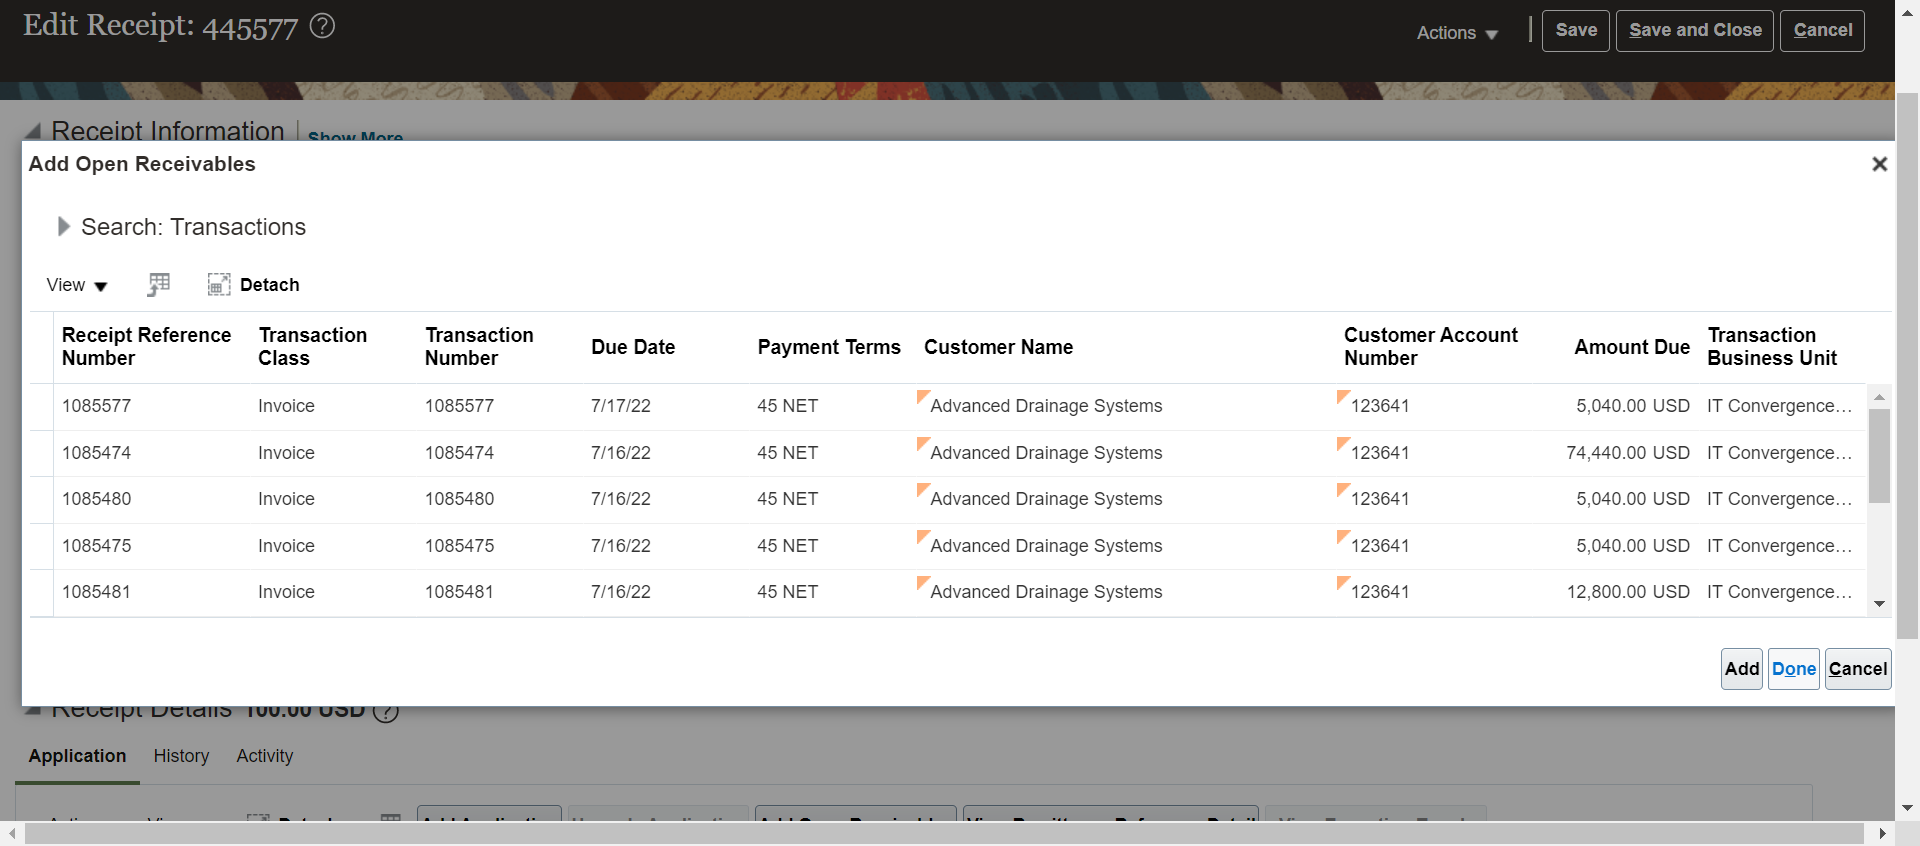 Edit Receipt: 445577 ?
Actions
Save
Save and Close
Cancel
Receipt Information
Show More
Add Open Receivables
Search: Transactions
View
Detach
Receipt Reference Number Transaction Class Transaction Number Due Date Payment Terms Customer Name Customer Account Number Amount Due Transaction Business Unit
1085577 Invoice 1085577 7/17/22 45 NET Advanced Drainage Systems 123641 5,040.00 USD IT Convergence...
1085474 Invoice 1085474 7/16/22 45 NET Advanced Drainage Systems 123641 74,440.00 USD IT Convergence...
1085480 Invoice 1085480 7/16/22 45 NET Advanced Drainage Systems 123641 5,040.00 USD IT Convergence...
1085475 Invoice 1085475 7/16/22 45 NET Advanced Drainage Systems 123641 5,040.00 USD IT Convergence...
1085481 Invoice 1085481 7/16/22 45 NET Advanced Drainage Systems 123641 12,800.00 USD IT Convergence...
Add Done Cancel
Receipt Details 100.00 USD ?
Application History Activity